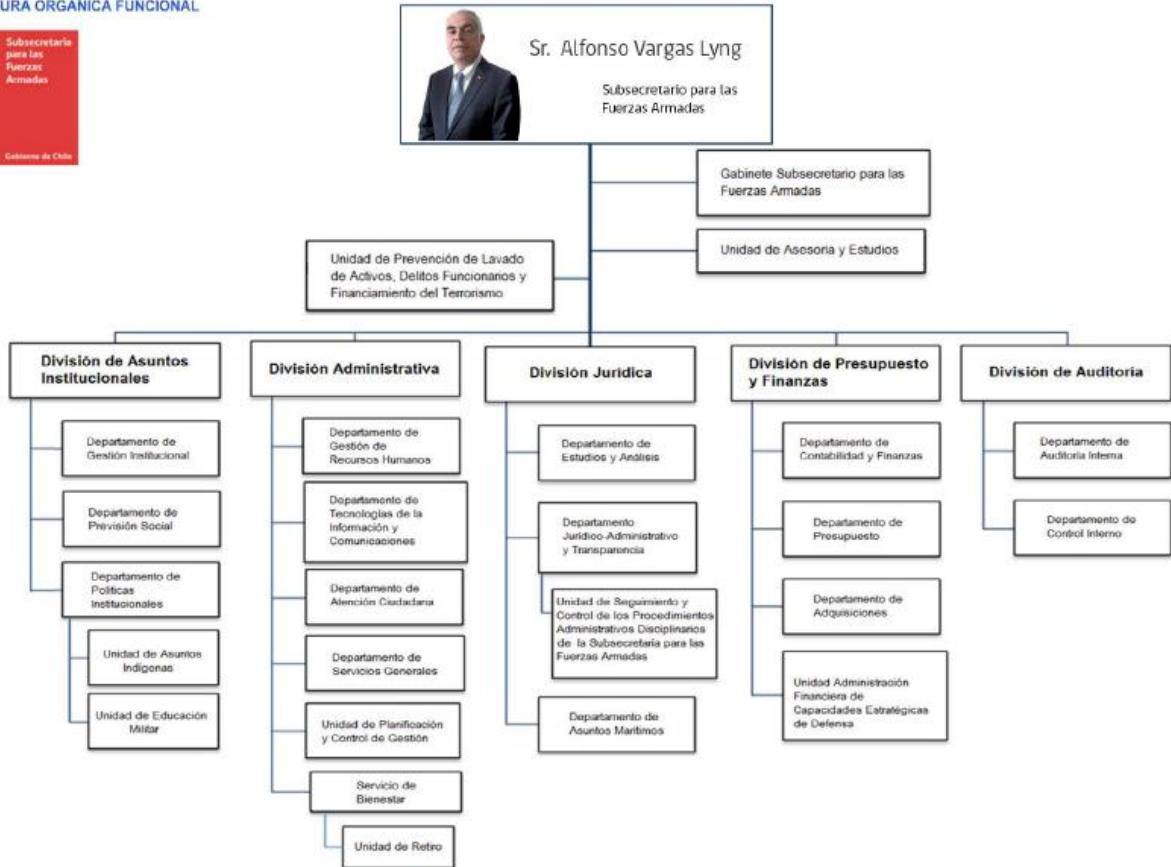 URA ORGÁNICA FUNCIONAL
Subsecretaría
para las
Fuerzas
Armadas
Gobierno de Chile
Sr. Alfonso Vargas Lyng
Subsecretario para las
Fuerzas Armadas
Gabinete Subsecretario para las
Fuerzas Armadas
Unidad de Asesoría y Estudios
Unidad de Prevención de Lavado
de Activos, Delitos Funcionarios y
Financiamiento del Terrorismo
División de Asuntos
Institucionales
Departamento de
Gestión Institucional
Departamento de
Previsión Social
Departamento de
Políticas
Institucionales
Unidad de Asuntos
Indígenas
Unidad de Educación
Militar
División Administrativa
Departamento de
Gestión de
Recursos Humanos
Departamento de
Tecnologías de la
Información y
Comunicaciones
Departamento de
Atención Ciudadana
Departamento de
Servicios Generales
Unidad de Planificación
y Control de Gestión
Servicio de
Bienestar
Unidad de Retiro
División Jurídica
Departamento de
Estudios y Análisis
Departamento
Jurídico-Administrativo
y Transparencia
Unidad de Seguimiento y
Control de los Procedimientos
Administrativos Disciplinarios
de la Subsecretaría para las
Fuerzas Armadas
Departamento de
Asuntos Marítimos
División de Presupuesto
y Finanzas
Departamento de
Contabilidad y Finanzas
Departamento de
Presupuesto
Departamento de
Adquisiciones
Unidad Administración
Financiera de
Capacidades Estratégicas
de Defensa
División de Auditoría
Departamento de
Auditoría Interna
Departamento de
Control Interno